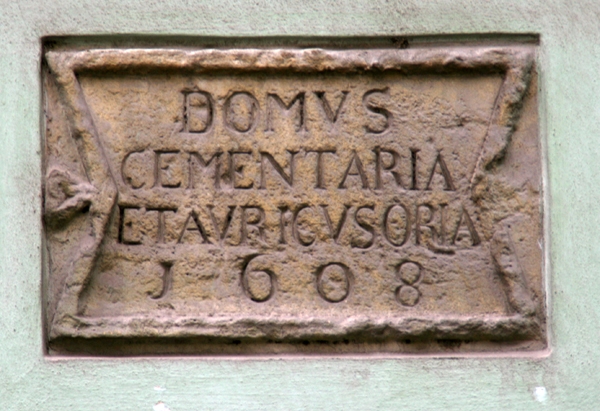 DOMVS
CEMENTARIA
ETAVRICVSORIA
1608